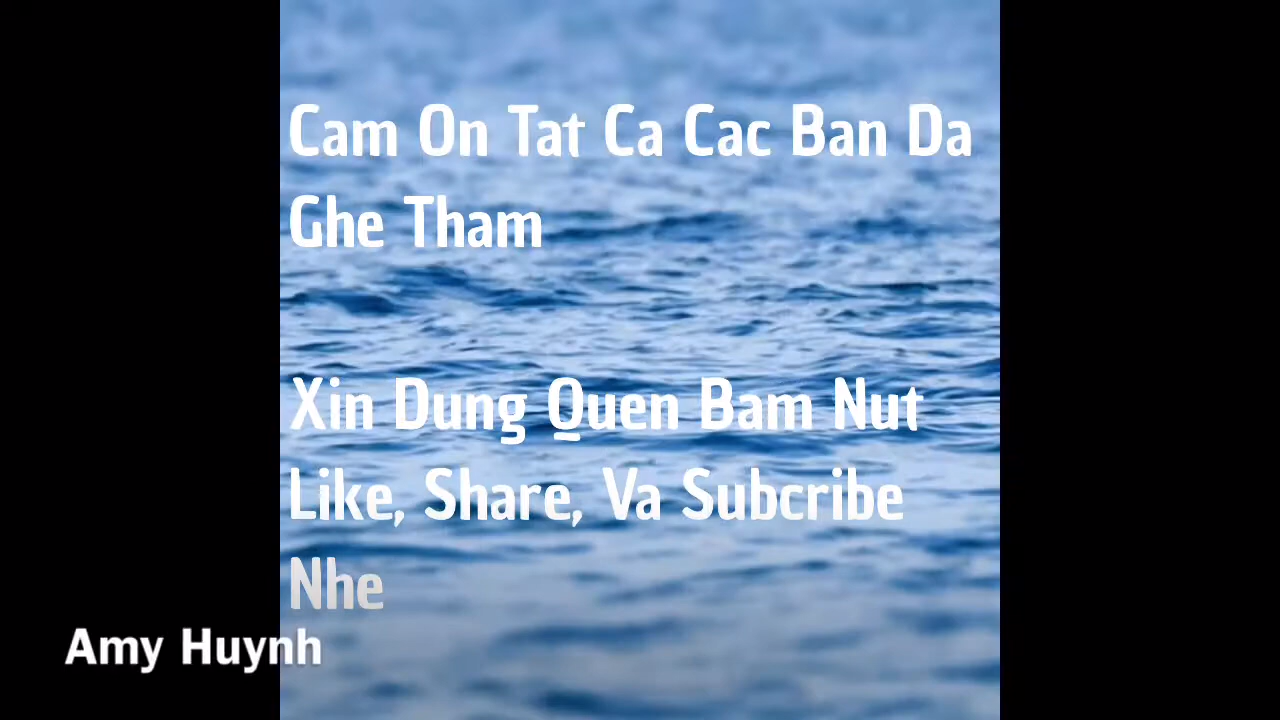 Cam On Tat Ca Cac Ban Da
Ghe Tham
Xin Dung Quen Bam Nut
Like, Share, Va Subcribe
Nhe
Amy Huynh